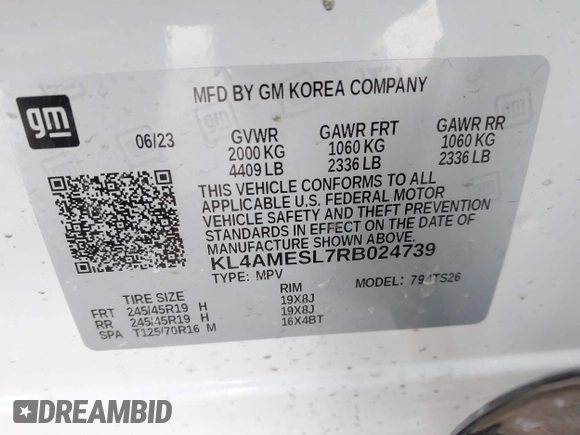 gm
MFD BY GM KOREA COMPANY
06/23 GVWR GAWR FRT GAWR RR
2000 KG 1060 KG 1060 KG
4409 LB 2336 LB 2336 LB
THIS VEHICLE CONFORMS TO ALL
APPLICABLE U.S. FEDERAL MOTOR
VEHICLE SAFETY AND THEFT PREVENTION
STANDARDS IN EFFECT ON THE DATE OF
MANUFACTURE SHOWN ABOVE.
KL4AMESL7RB024739
TYPE: MPV
TIRE SIZE RIM
FRT 245/45R19 H 19X8J
RR 245/45R19 H 19X8J
SPA T125/70R16 M 16X4BT
DREAMBID